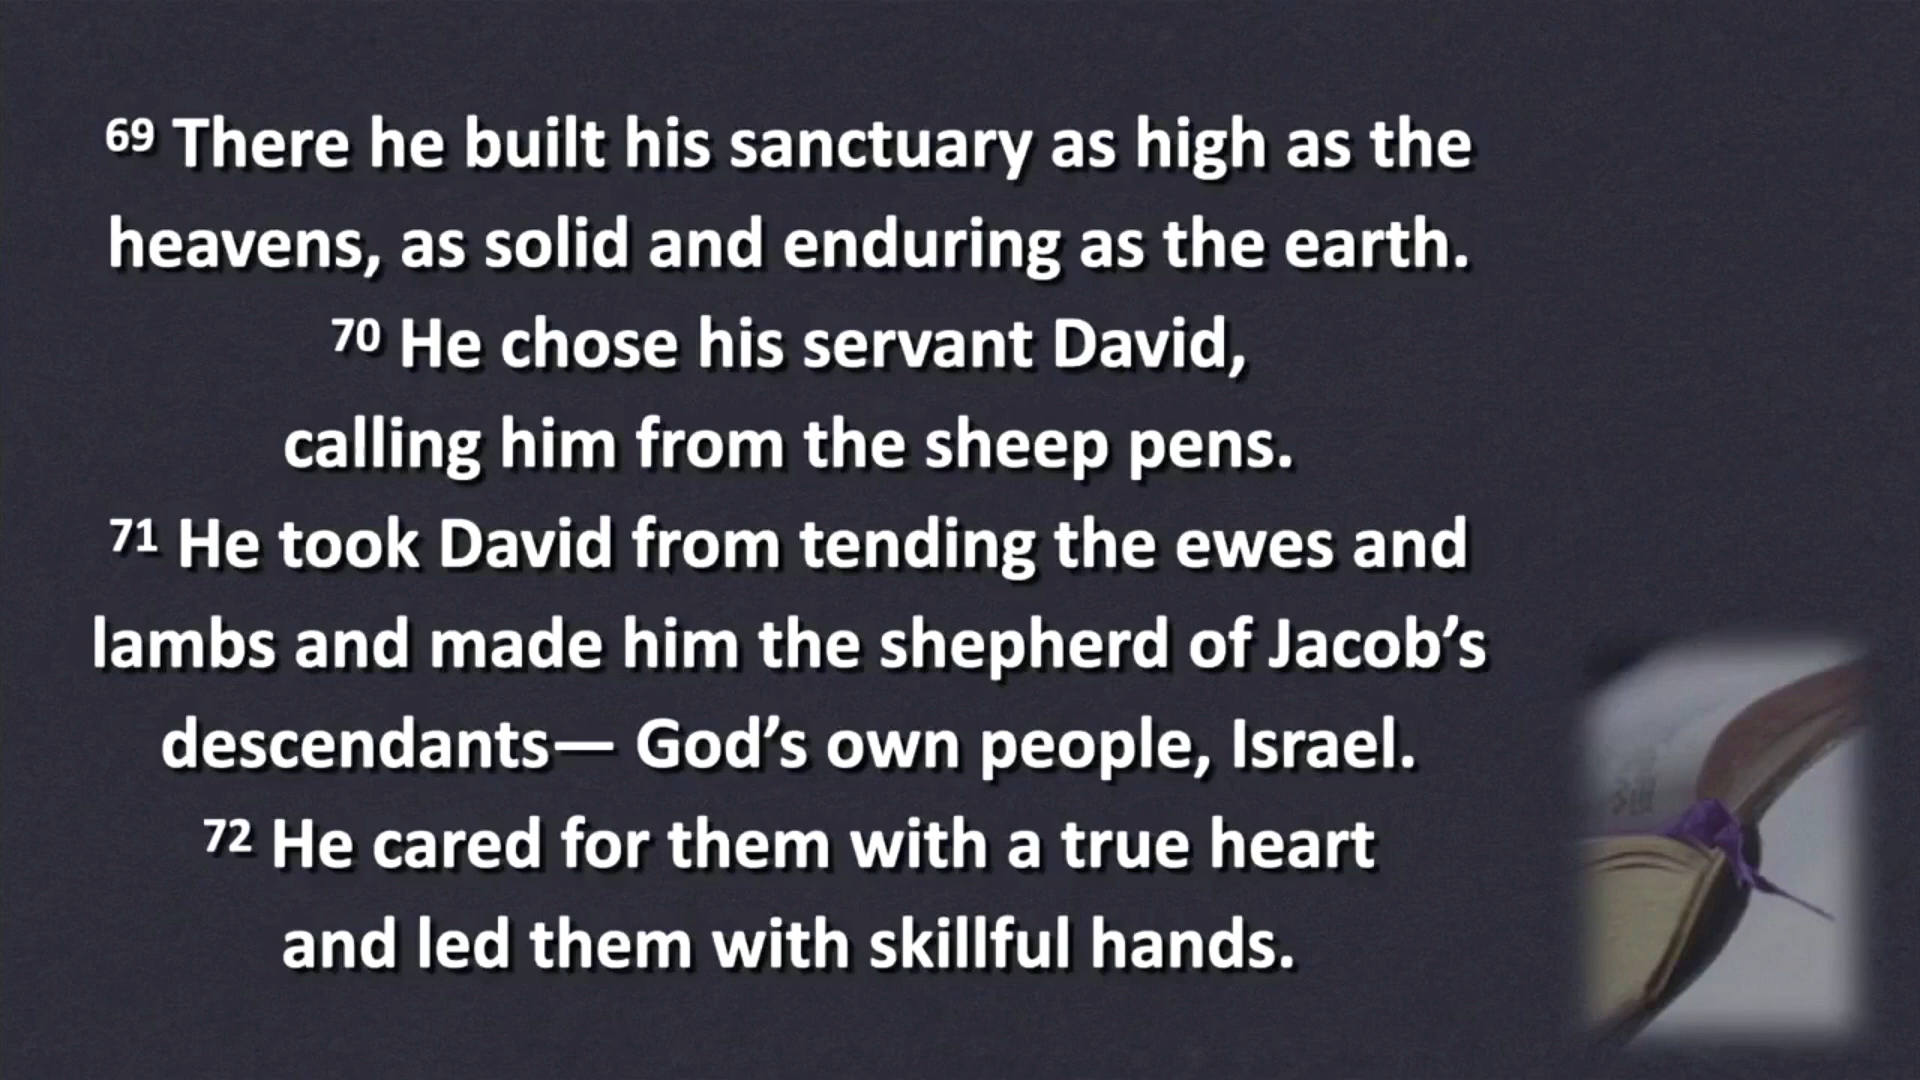 69 There he built his sanctuary as high as the
heavens, as solid and enduring as the earth.
70 He chose his servant David,
calling him from the sheep pens.
71 He took David from tending the ewes and
lambs and made him the shepherd of Jacob’s
descendants— God’s own people, Israel.
72 He cared for them with a true heart
and led them with skillful hands.